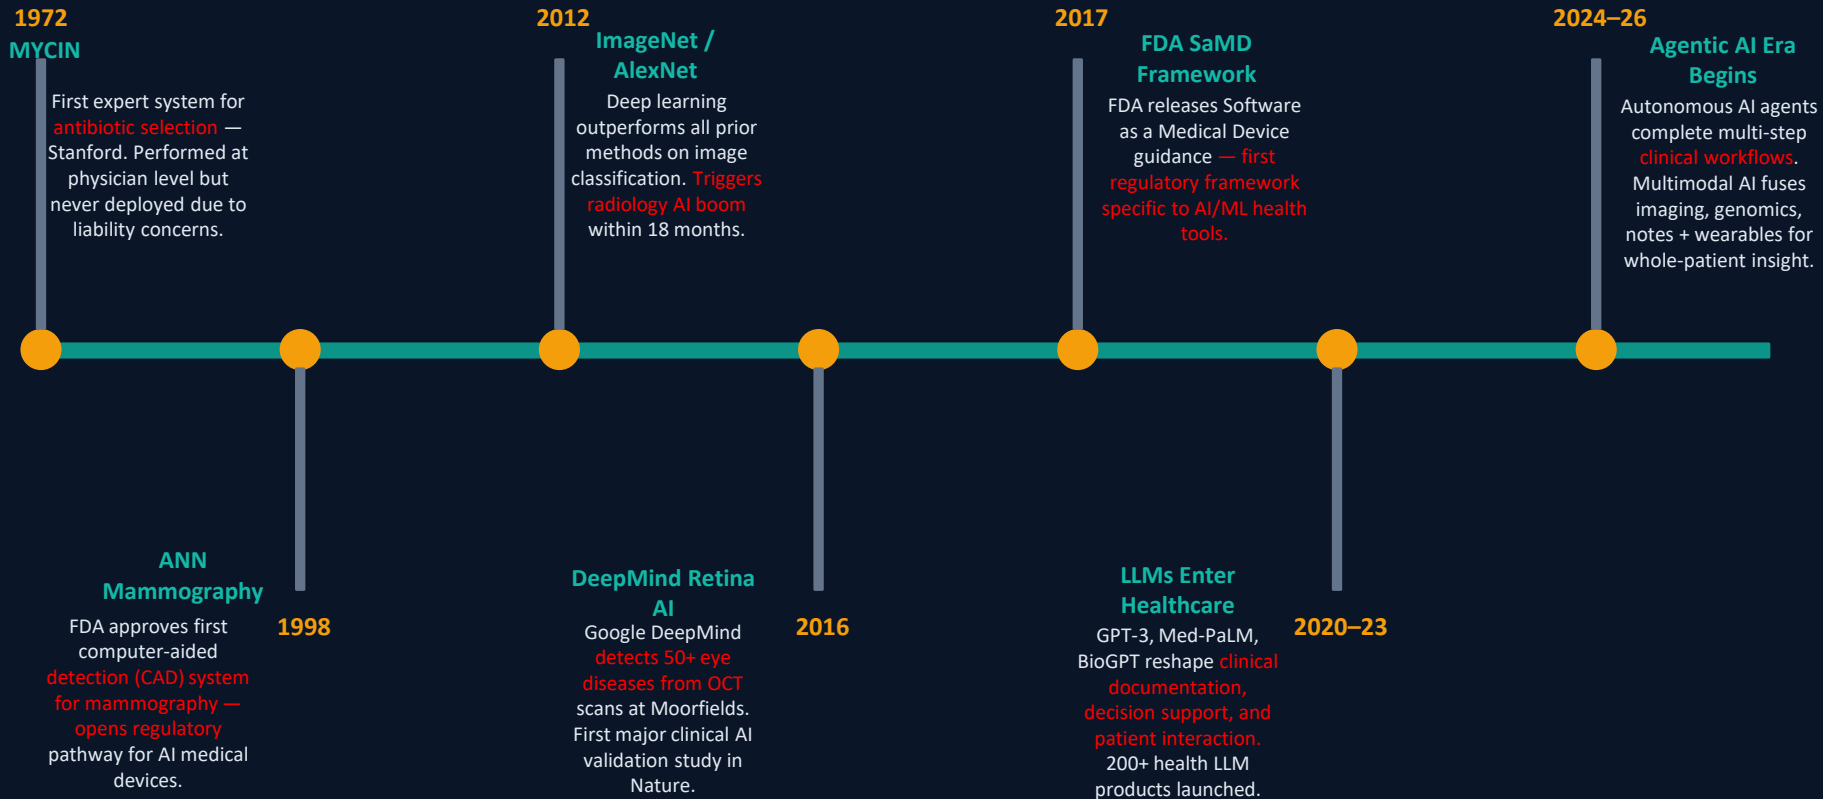 1972
MYCIN
First expert system for
antibiotic selection —
Stanford. Performed at
physician level but
never deployed due to
liability concerns.
2012
ImageNet /
AlexNet
Deep learning
outperforms all prior
methods on image
classification. Triggers
radiology AI boom
within 18 months.
2017
FDA SaMD
Framework
FDA releases Software
as a Medical Device
guidance — first
regulatory framework
specific to AI/ML health
tools.
2024–26
Agentic AI Era
Begins
Autonomous AI agents
complete multi-step
clinical workflows.
Multimodal AI fuses
imaging, genomics,
notes + wearables for
whole-patient insight.
ANN
Mammography
FDA approves first
computer-aided
detection (CAD) system
for mammography —
opens regulatory
pathway for AI medical
devices.
1998
DeepMind Retina
AI
Google DeepMind
detects 50+ eye
diseases from OCT
scans at Moorfields.
First major clinical AI
validation study in
Nature.
2016
LLMs Enter
Healthcare
GPT-3, Med-PaLM,
BioGPT reshape clinical
documentation,
decision support, and
patient interaction.
200+ health LLM
products launched.
2020–23